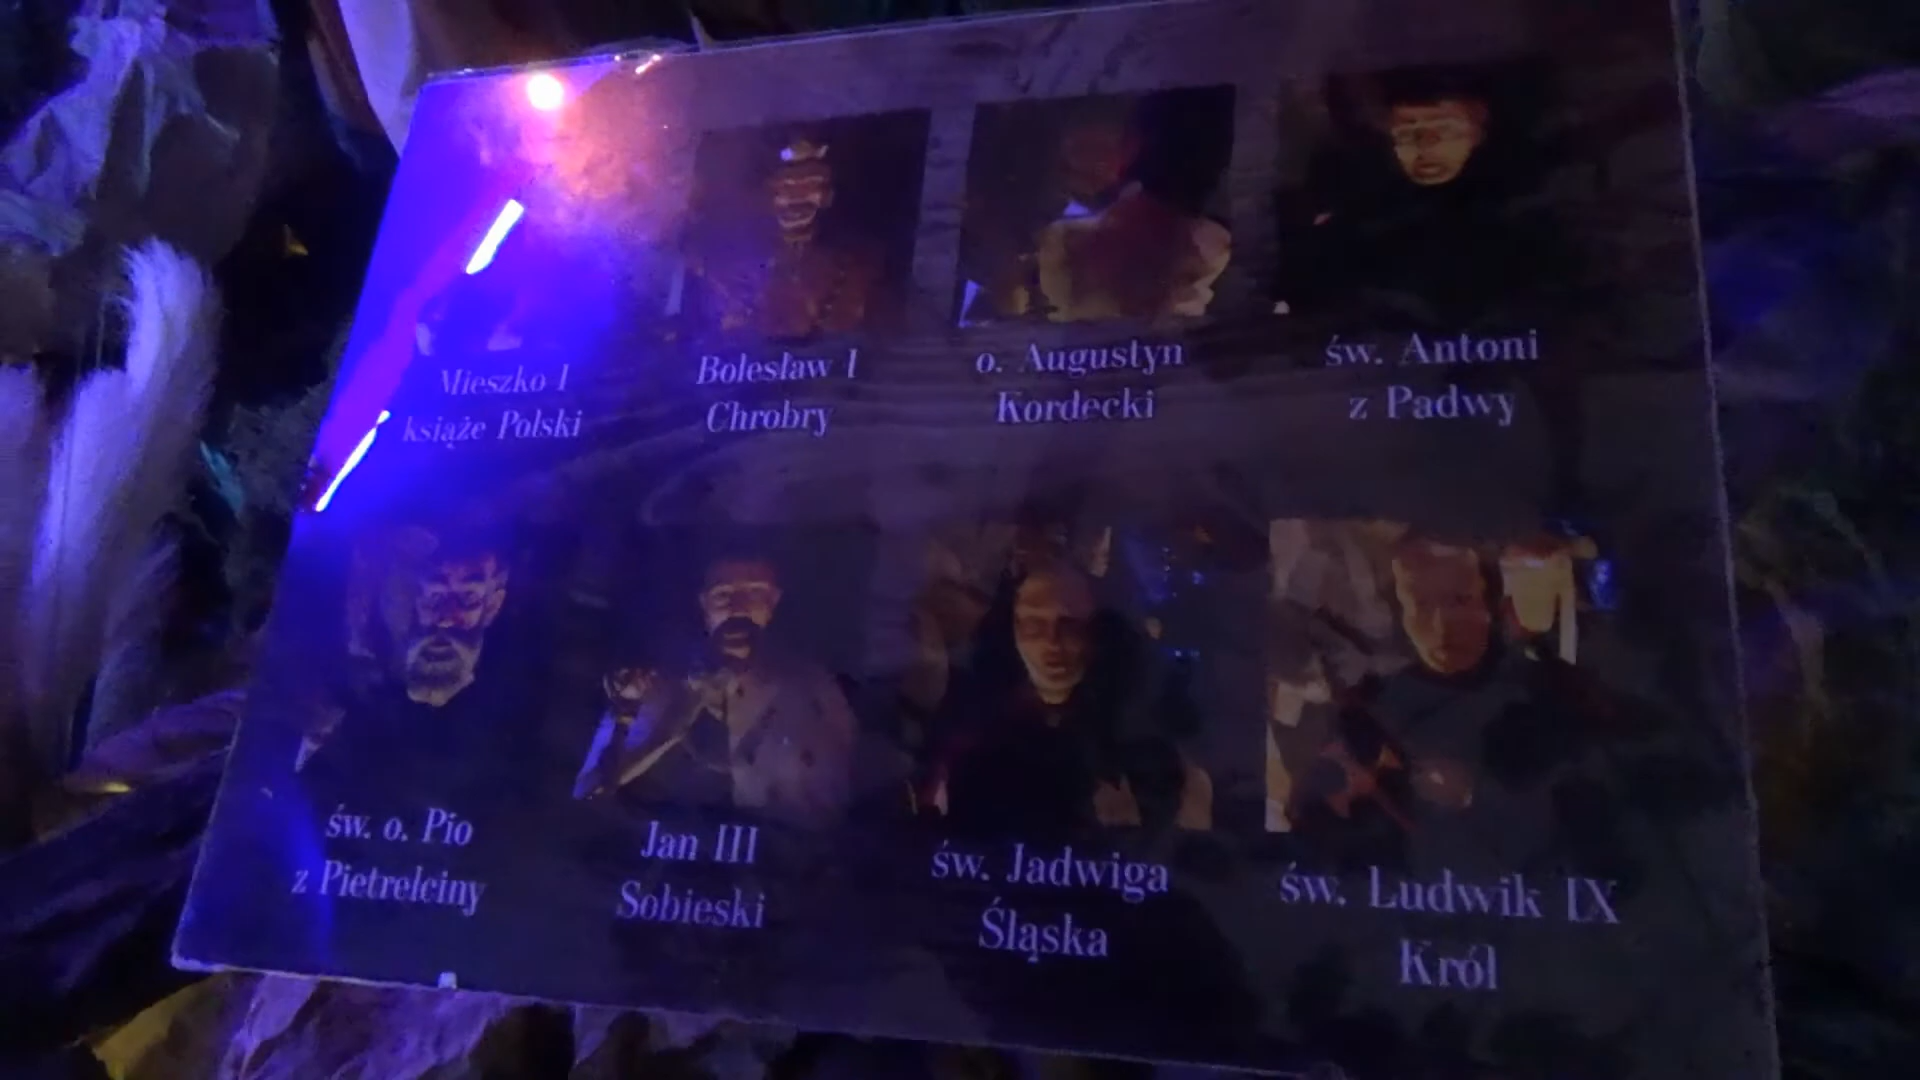 Mieszko I
książe Polski
Bolesław I
Chrobry
o. Augustyn
Kordecki
św. Antoni
z Padwy
św. o. Pio
z Pietrelciny
Jan III
Sobieski
św. Jadwiga
Śląska
św. Ludwik IX
Król